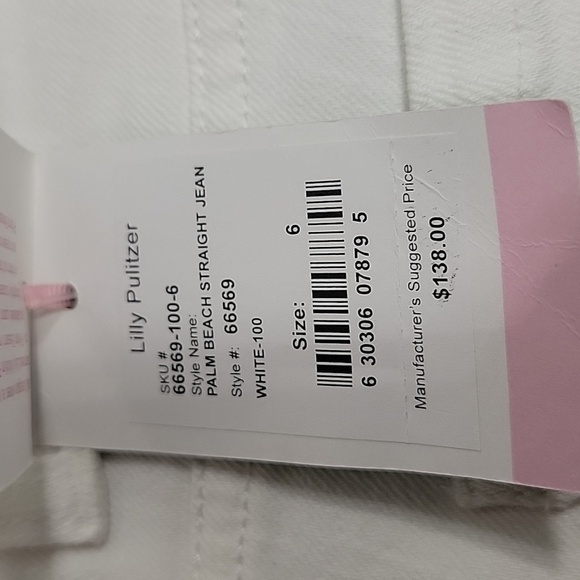 Lilly Pulitzer
SKU #
66569-100-6
Style Name:
PALM BEACH STRAIGHT JEAN
Style #: 66569
WHITE-100
Size: 6
6 30306 07879 5
Manufacturer's Suggested Price
$138.00